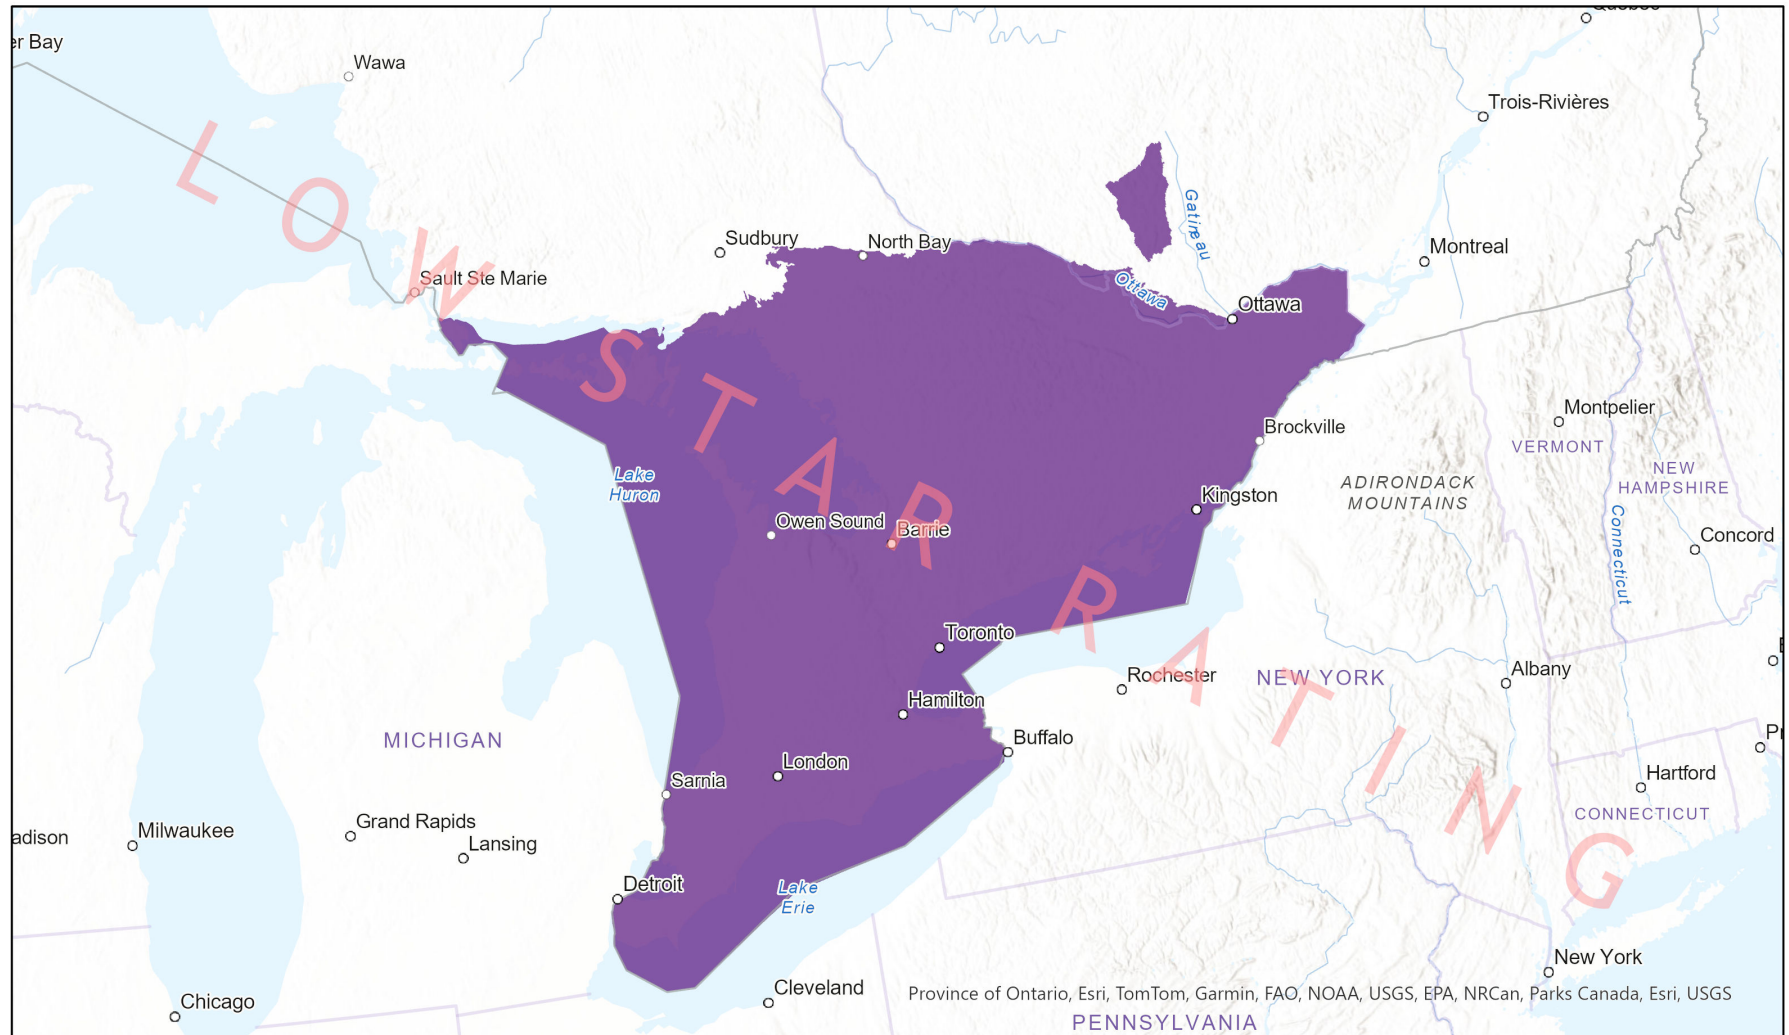 Quebec
er Bay
Wawa
Trois-Rivières
LOW STAR RATING
Gatineau
Sudbury
North Bay
Montreal
Sault Ste Marie
Ottawa
Ottawa
Montpelier
Brockville
VERMONT
NEW
HAMPSHIRE
ADIRONDACK
MOUNTAINS
Lake
Huron
Kingston
Owen Sound
Barrie
Concord
Connecticut
Toronto
Albany
Rochester
NEW YORK
Hamilton
MICHIGAN
Buffalo
Sarnia
London
Hartford
CONNECTICUT
Grand Rapids
Milwaukee
adison
Lansing
Detroit
Lake
Erie
New York
Cleveland
Chicago
Province of Ontario, Esri, TomTom, Garmin, FAO, NOAA, USGS, EPA, NRCan, Parks Canada, Esri, USGS
PENNSYLVANIA